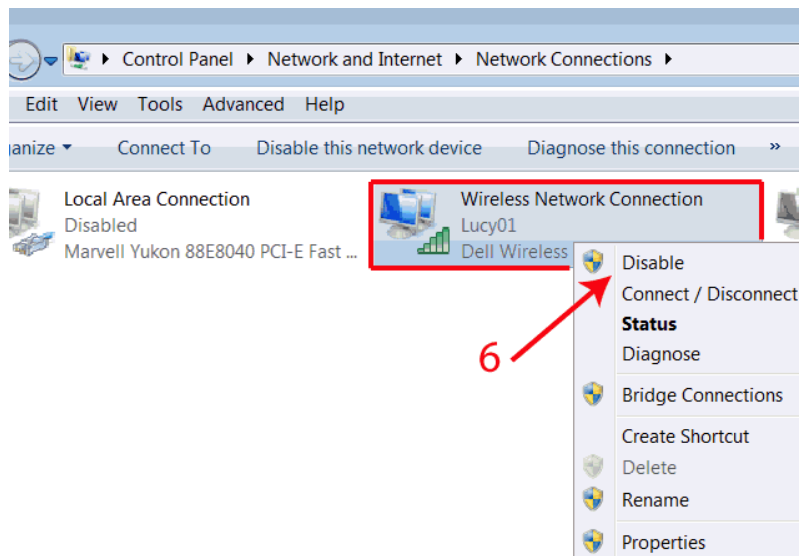 Control Panel Network and Internet Network Connections
Edit View Tools Advanced Help
anize Connect To Disable this network device Diagnose this connection »
Local Area Connection
Disabled
Marvell Yukon 88E8040 PCI-E Fast ...
Wireless Network Connection
Lucy01
Dell Wireless
Disable
Connect / Disconnect
Status
Diagnose
6
Bridge Connections
Create Shortcut
Delete
Rename
Properties